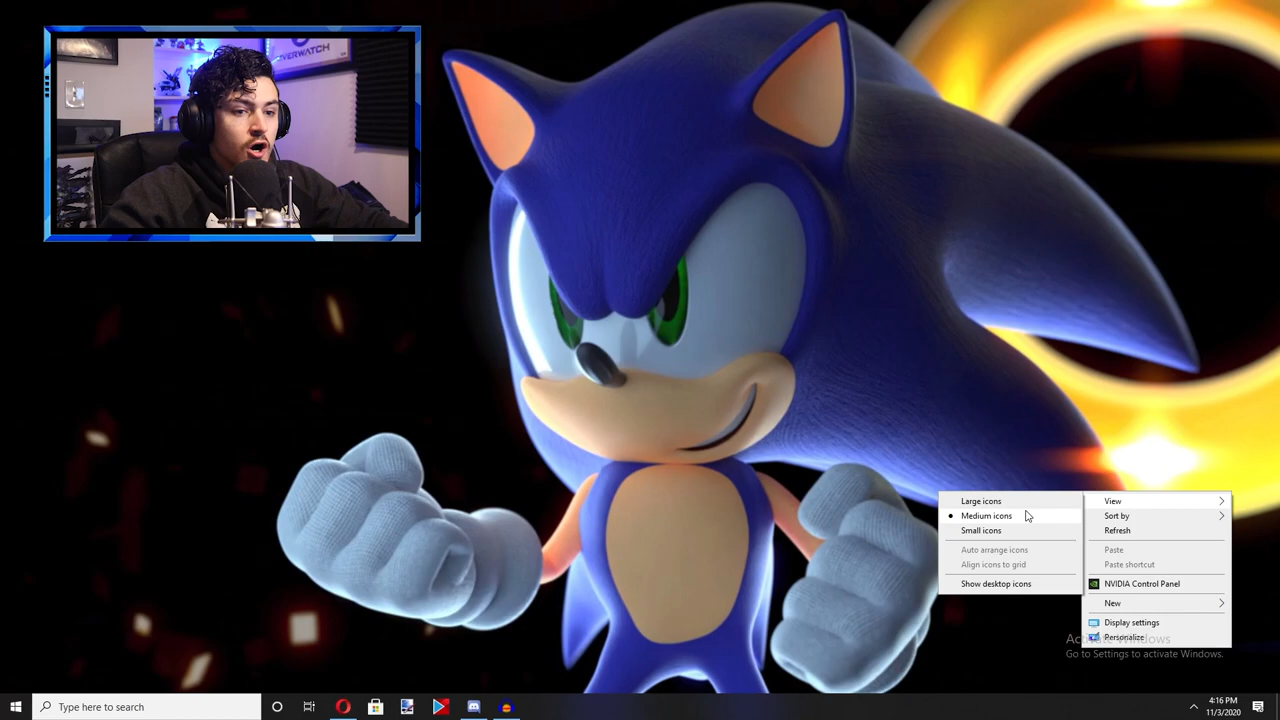 OVERWATCH
Large icons
Medium icons
Small icons
Auto arrange icons
Align icons to grid
Show desktop icons
View
Sort by
Refresh
Paste
Paste shortcut
NVIDIA Control Panel
New
Display settings
Personalize
Activate Windows
Go to Settings to activate Windows.
Type here to search
4:16 PM
11/3/2020